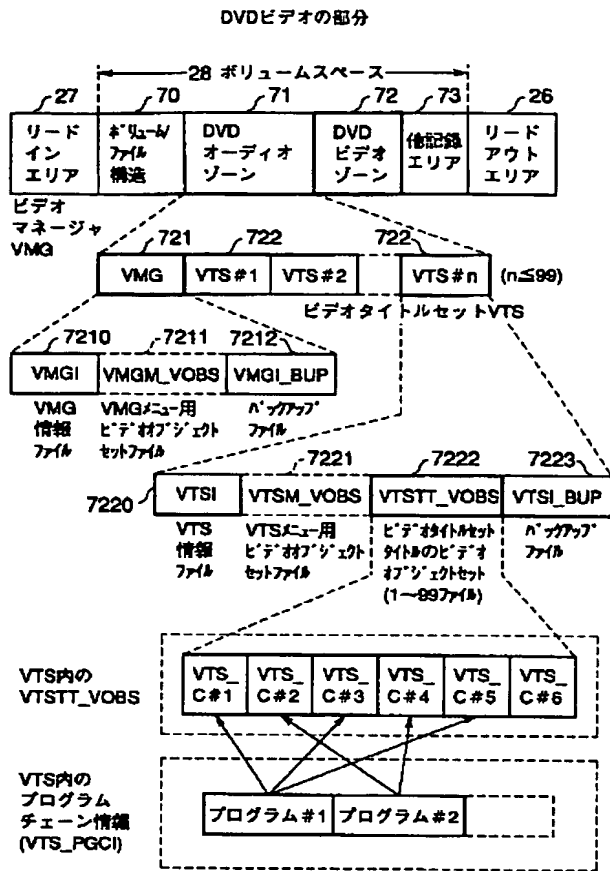 DVDビデオの部分
28 ボリュームスペース
27 70 71 72 73 26
リード
イン
エリア
ボリューム/
ファイル
構造
DVD
オーディオ
ゾーン
DVD
ビデオ
ゾーン
他記録
エリア
リード
アウト
エリア
ビデオ
マネージャ
VMG
721 722 722
VMG VTS#1 VTS#2 VTS#n (n≦99)
ビデオタイトルセットVTS
7210 7211 7212
VMGI VMGM_VOBS VMGI_BUP
VMG
情報
ファイル
VMGメニュー用
ビデオオブジェクト
セットファイル
バックアップ
ファイル
7221 7222 7223
7220 VTSI VTSM_VOBS VTSTT_VOBS VTSI_BUP
VTS
情報
ファイル
VTSメニュー用
ビデオオブジェクト
セットファイル
ビデオタイトルセット
タイトルのビデオ
オブジェクトセット
(1〜99ファイル)
バックアップ
ファイル
VTS内の
VTSTT_VOBS
VTS_
C#1
VTS_
C#2
VTS_
C#3
VTS_
C#4
VTS_
C#5
VTS_
C#6
VTS内の
プログラム
チェーン情報
(VTS_PGCI)
プログラム#1 プログラム#2